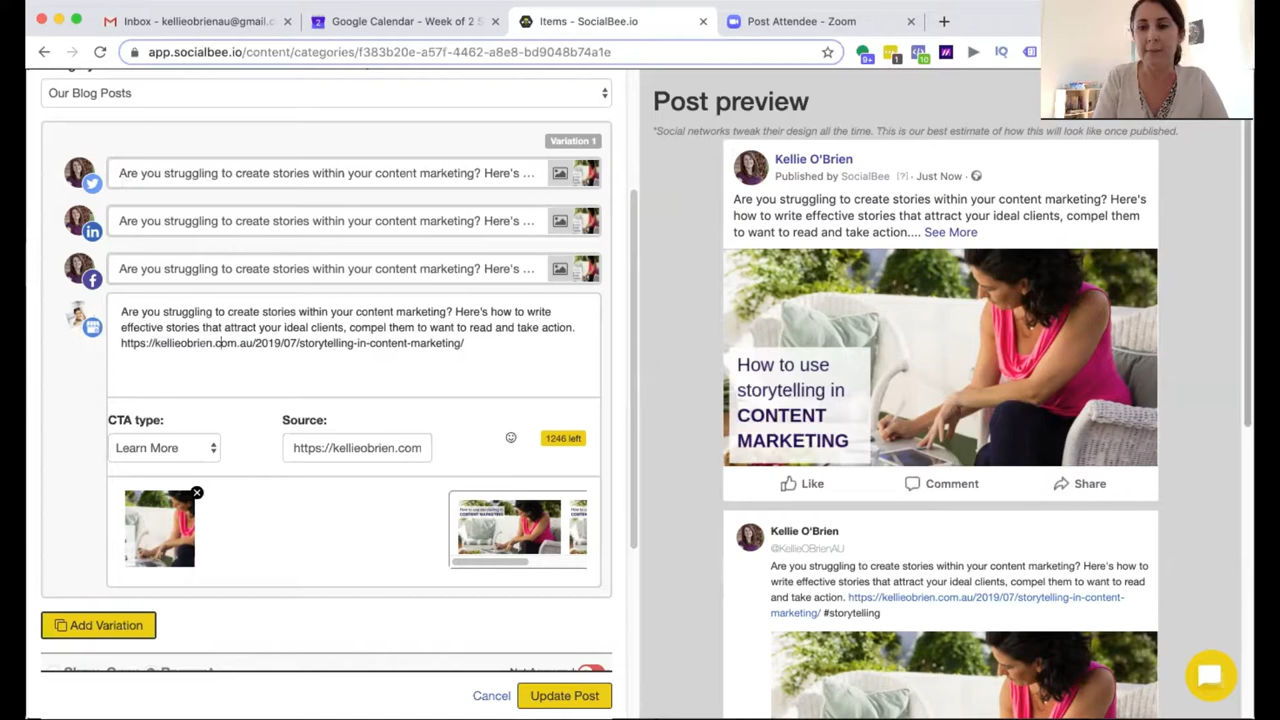 Inbox - kellieobrienau@gmail.c
Google Calendar - Week of 2 S
Items - SocialBee.io
Post Attendee - Zoom
app.socialbee.io/content/categories/f383b20e-a57f-4462-a8e8-bd9048b74a1e
9+
1
10
IQ
Our Blog Posts
Variation 1
Are you struggling to create stories within your content marketing? Here's ...
Are you struggling to create stories within your content marketing? Here's ...
Are you struggling to create stories within your content marketing? Here's ...
Are you struggling to create stories within your content marketing? Here's how to write
effective stories that attract your ideal clients, compel them to want to read and take action.
https://kellieobrien.com.au/2019/07/storytelling-in-content-marketing/
CTA type:
Source:
Learn More
https://kellieobrien.com
1246 left
Add Variation
Cancel
Update Post
Post preview
*Social networks tweak their design all the time. This is our best estimate of how this will look like once published.
Kellie O'Brien
Published by SocialBee [?] · Just Now ·
Are you struggling to create stories within your content marketing? Here's
how to write effective stories that attract your ideal clients, compel them
to want to read and take action.... See More
How to use
storytelling in
CONTENT
MARKETING
Like
Comment
Share
Kellie O'Brien
@KellieOBrienAU
Are you struggling to create stories within your content marketing? Here's how to
write effective stories that attract your ideal clients, compel them to want to read
and take action. https://kellieobrien.com.au/2019/07/storytelling-in-content-
marketing/ #storytelling